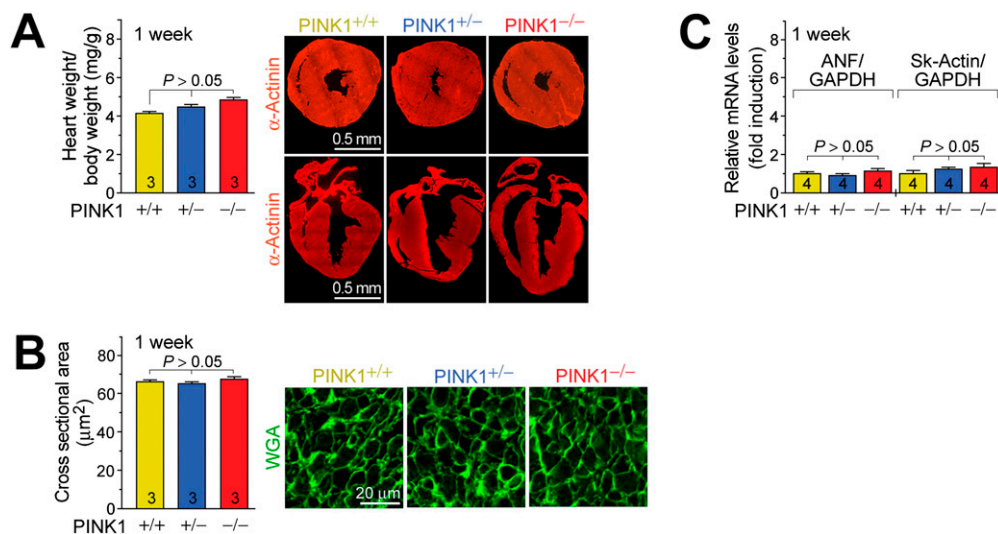 A
1 week
Heart weight/
body weight (mg/g)
8
6
4
2
0
P > 0.05
3 3 3
PINK1 +/+ +/− −/−
PINK1+/+ PINK1+/− PINK1−/−
α-Actinin
0.5 mm
α-Actinin
0.5 mm
B
1 week
Cross sectional area
(μm2)
80
60
40
20
0
P > 0.05
3 3 3
PINK1 +/+ +/− −/−
PINK1+/+ PINK1+/− PINK1−/−
WGA
20 μm
C
1 week
Relative mRNA levels
(fold induction)
8
6
4
2
0
ANF/ Sk-Actin/
GAPDH GAPDH
P > 0.05 P > 0.05
4 4 4 4 4 4
PINK1 +/+ +/− −/− +/+ +/− −/−